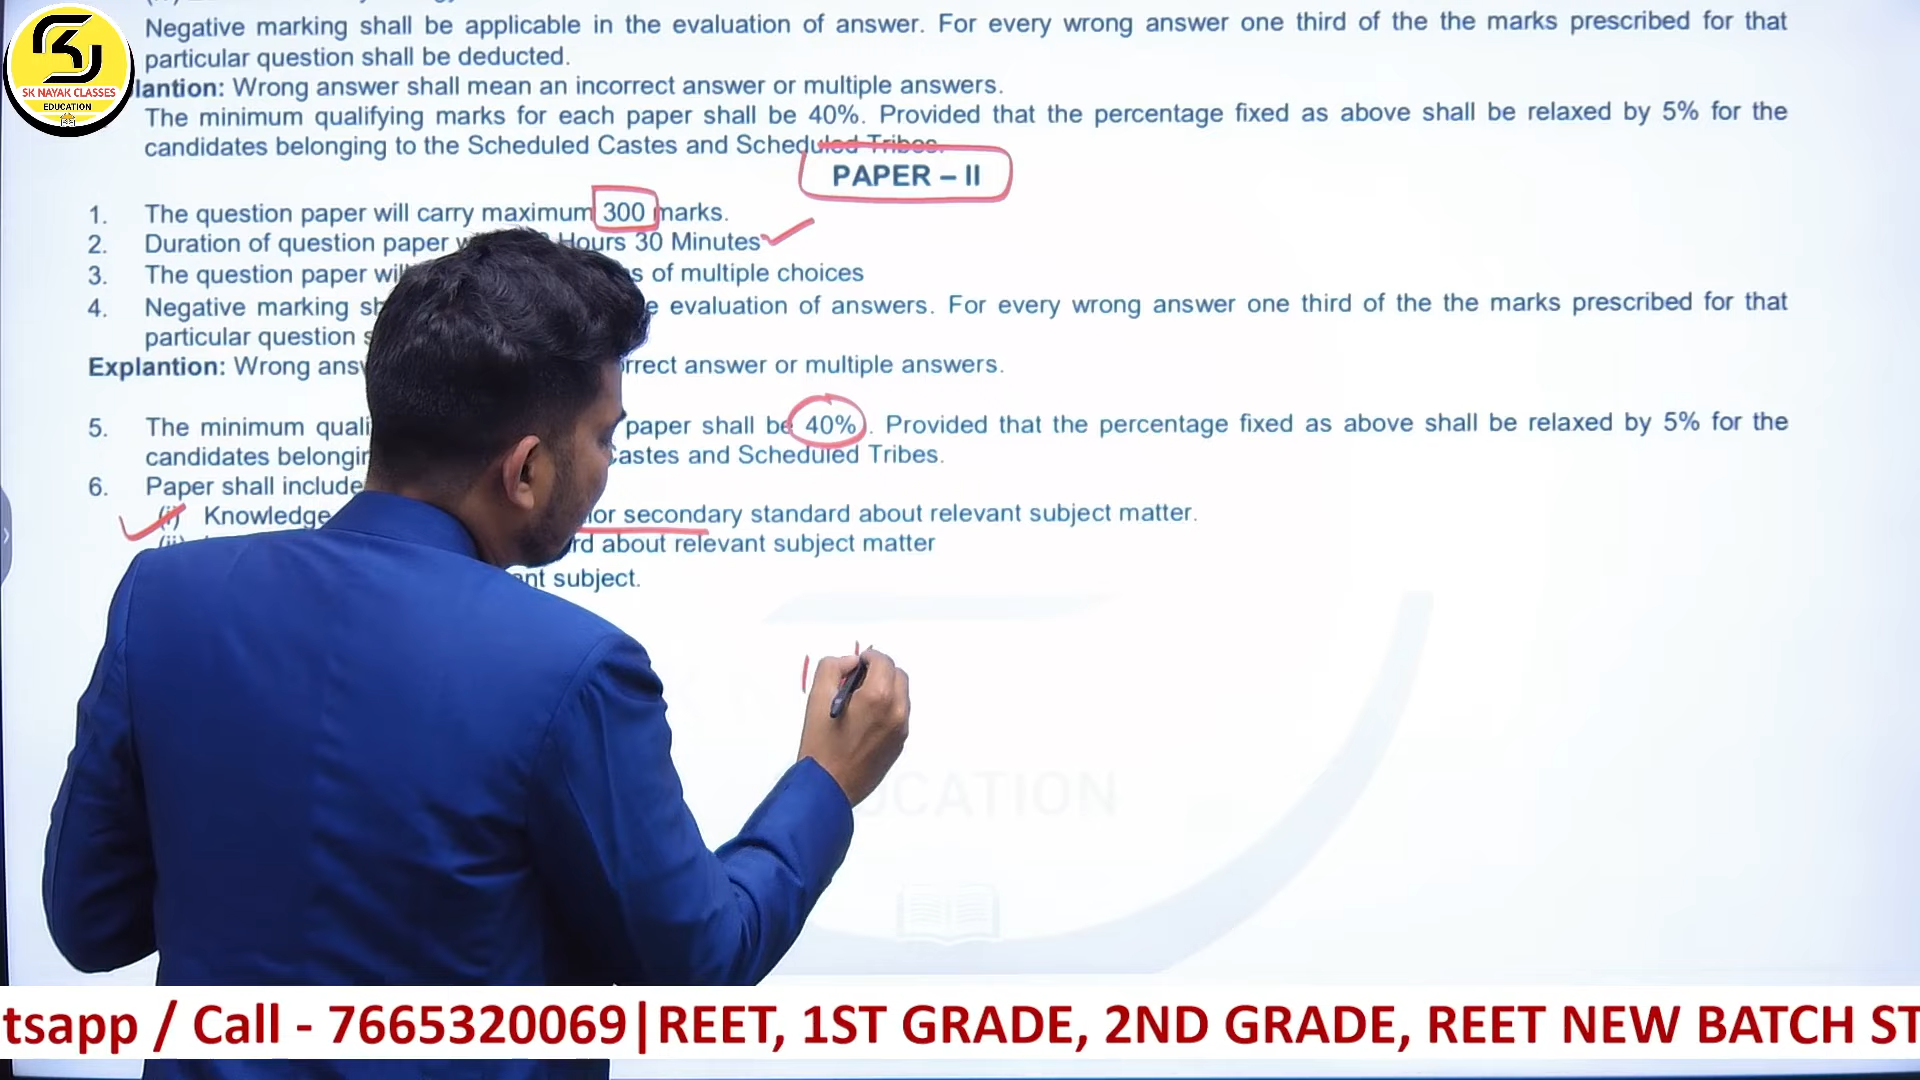 Negative marking shall be applicable in the evaluation of answer. For every wrong answer one third of the the marks prescribed for that
particular question shall be deducted.
lantion: Wrong answer shall mean an incorrect answer or multiple answers.
The minimum qualifying marks for each paper shall be 40%. Provided that the percentage fixed as above shall be relaxed by 5% for the
candidates belonging to the Scheduled Castes and Scheduled Tribes.
SK NAYAK CLASSES
EDUCATION
PAPER – II
1. The question paper will carry maximum 300 marks.
2. Duration of question paper Hours 30 Minutes
3. The question paper will of multiple choices
4. Negative marking evaluation of answers. For every wrong answer one third of the the marks prescribed for that
particular question
Explantion: Wrong answer or multiple answers.
5. The minimum paper shall be 40%. Provided that the percentage fixed as above shall be relaxed by 5% for the
candidates Castes and Scheduled Tribes.
6. Paper shall include
(i) Knowledge secondary standard about relevant subject matter.
(ii) about relevant subject matter
subject.
tsapp / Call - 7665320069|REET, 1ST GRADE, 2ND GRADE, REET NEW BATCH ST